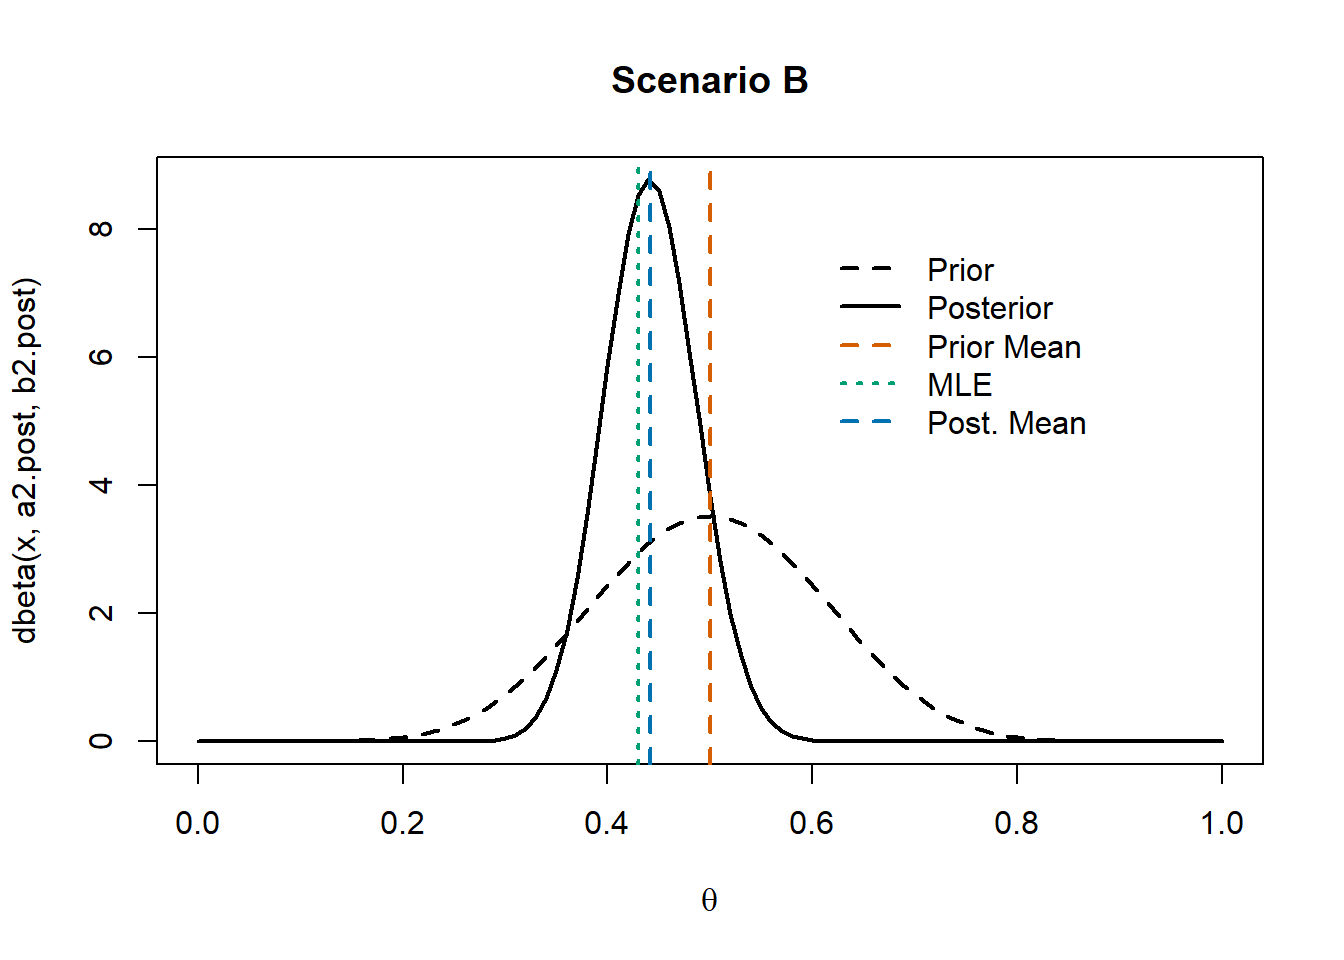 Scenario B
dbeta(x, a2.post, b2.post)
8
6
4
2
0
Prior
Posterior
Prior Mean
MLE
Post. Mean
0.0 0.2 0.4 0.6 0.8 1.0
θ